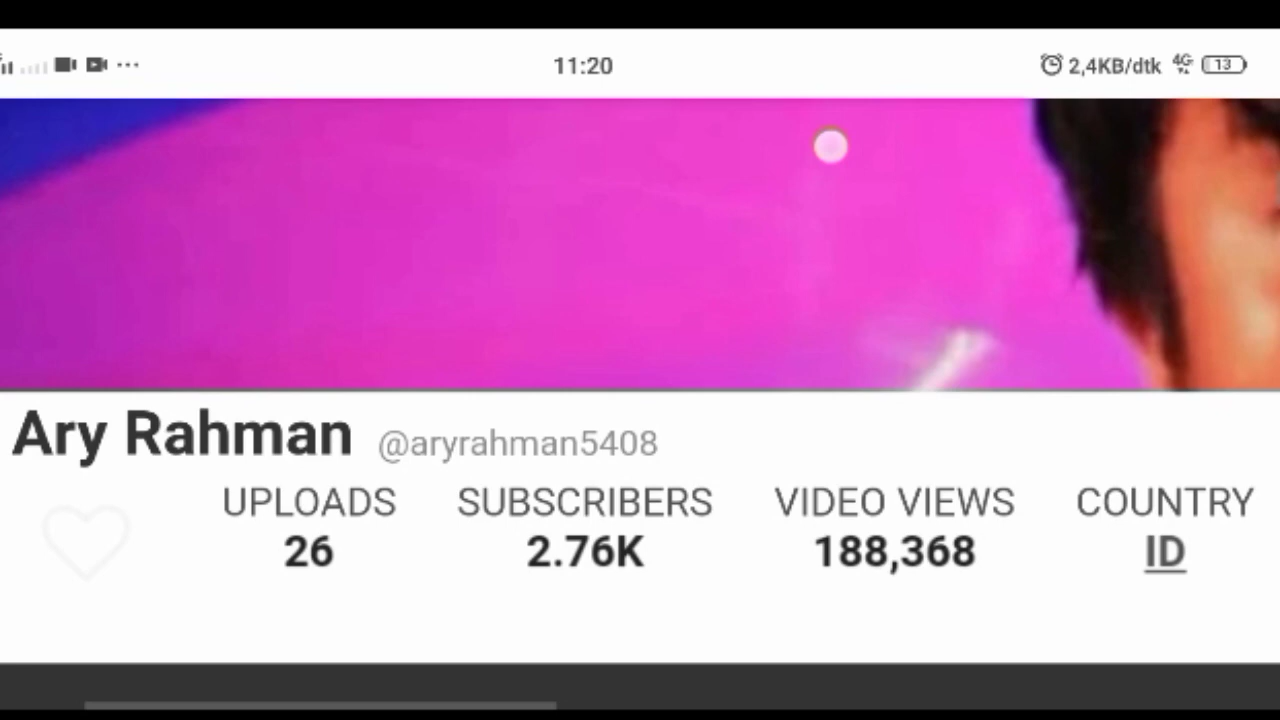 11:20 2,4KB/dtk 4G 13
Ary Rahman @aryrahman5408
UPLOADS SUBSCRIBERS VIDEO VIEWS COUNTRY
26 2.76K 188,368 ID